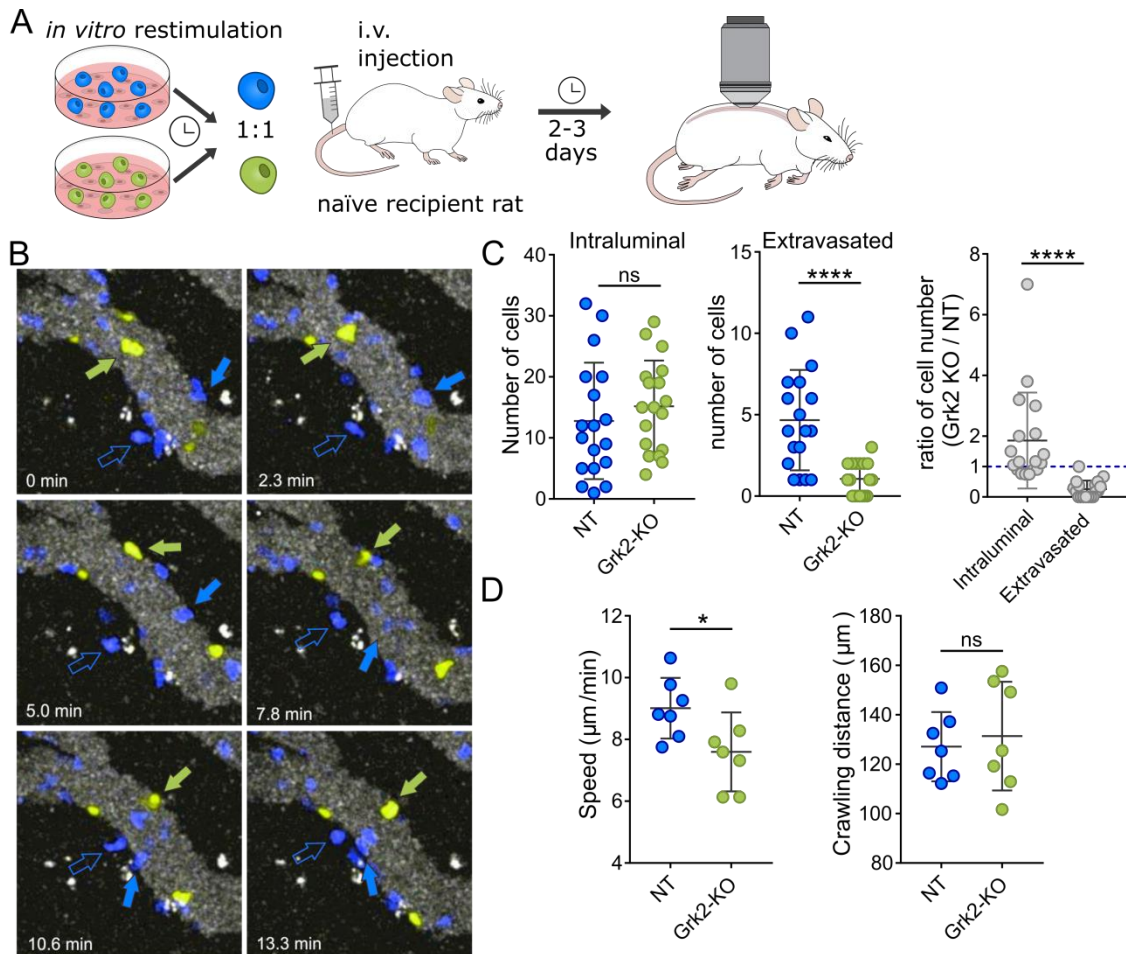 A
in vitro restimulation
i.v.
injection
1:1
2-3
days
naïve recipient rat
B
0 min
2.3 min
5.0 min
7.8 min
10.6 min
13.3 min
C
Intraluminal
Number of cells
40
30
20
10
0
ns
NT
Grk2-KO
Extravasated
number of cells
15
10
5
0
****
NT
Grk2-KO
ratio of cell number
(Grk2 KO / NT)
8
6
4
2
1
0
****
Intraluminal
Extravasated
D
Speed (µm /min)
12
10
8
6
4
*
NT
Grk2-KO
Crawling distance (µm)
180
160
140
120
100
80
ns
NT
Grk2-KO